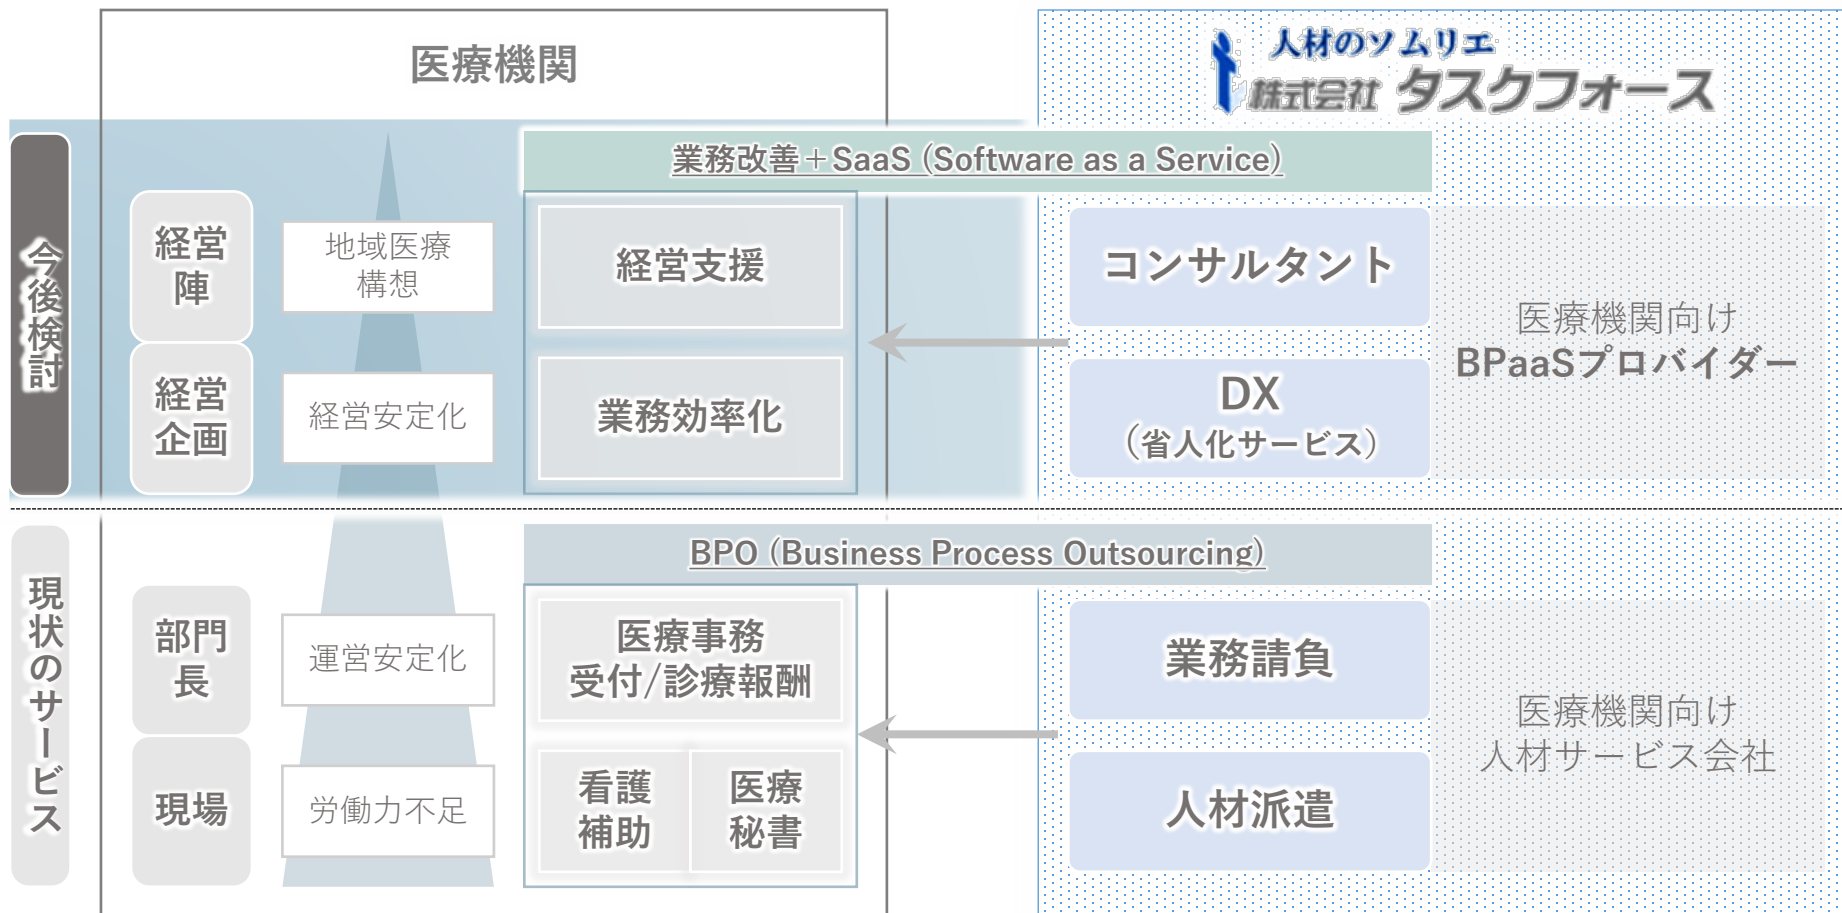 医療機関
人材のソムリエ
株式会社 タスクフォース
今後検討
業務改善＋SaaS (Software as a Service)
経営
陣
地域医療
構想
経営支援
コンサルタント
医療機関向け
BPaaSプロバイダー
経営
企画
経営安定化
業務効率化
DX
（省人化サービス）
現状のサービス
BPO (Business Process Outsourcing)
部門
長
運営安定化
医療事務
受付/診療報酬
業務請負
医療機関向け
人材サービス会社
現場
労働力不足
看護
補助
医療
秘書
人材派遣